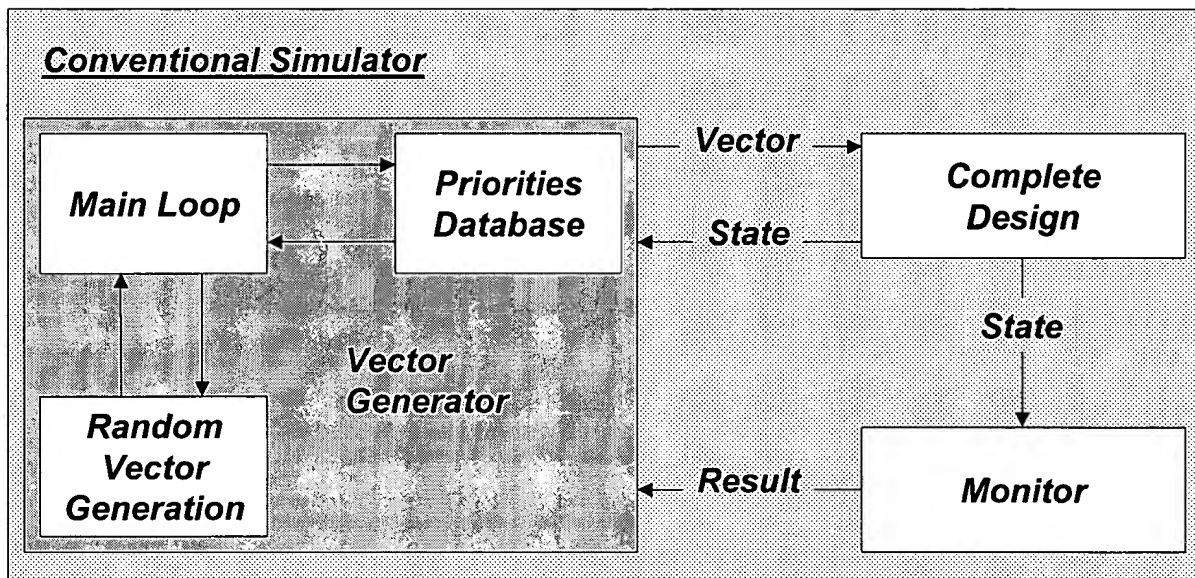 Conventional Simulator
Main Loop
Priorities
Database
Vector
State
Complete
Design
State
Vector
Generator
Random
Vector
Generation
Result
Monitor